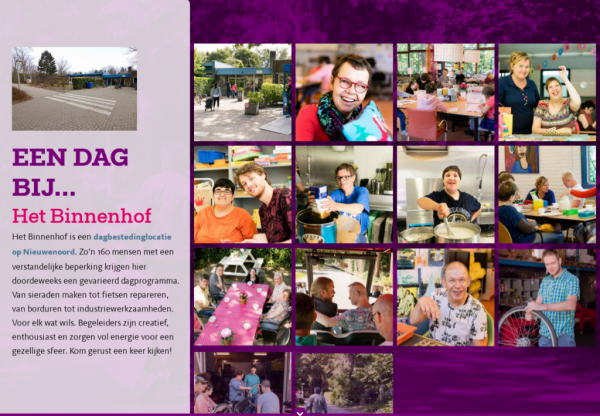 EEN DAG
BIJ...
Het Binnenhof
Het Binnenhof is een dagbestedinglocatie
op Nieuwenoord. Zo'n 160 mensen met een
verstandelijke beperking krijgen hier
doordeweeks een gevarieerd dagprogramma.
Van sieraden maken tot fietsen repareren,
van borduren tot industriewerkzaamheden.
Voor elk wat wils. Begeleiders zijn creatief,
enthousiast en zorgen vol energie voor een
gezellige sfeer. Kom gerust een keer kijken!